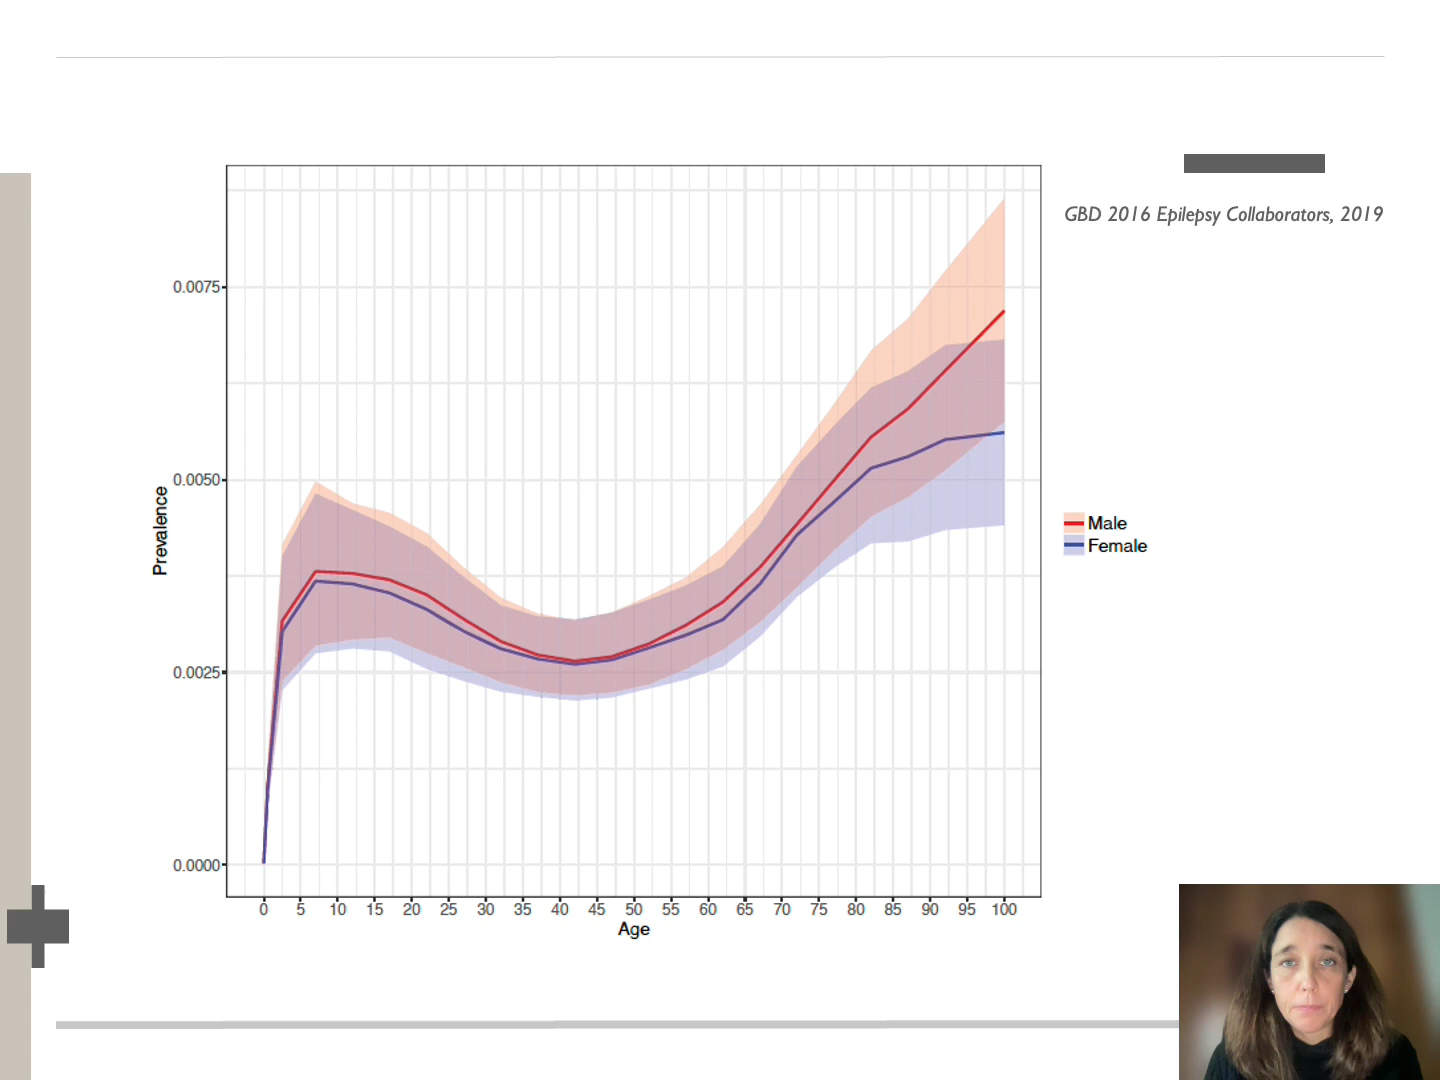 GBD 2016 Epilepsy Collaborators, 2019
0.0075
0.0050
0.0025
0.0000
Prevalence
0 5 10 15 20 25 30 35 40 45 50 55 60 65 70 75 80 85 90 95 100
Age
Male
Female